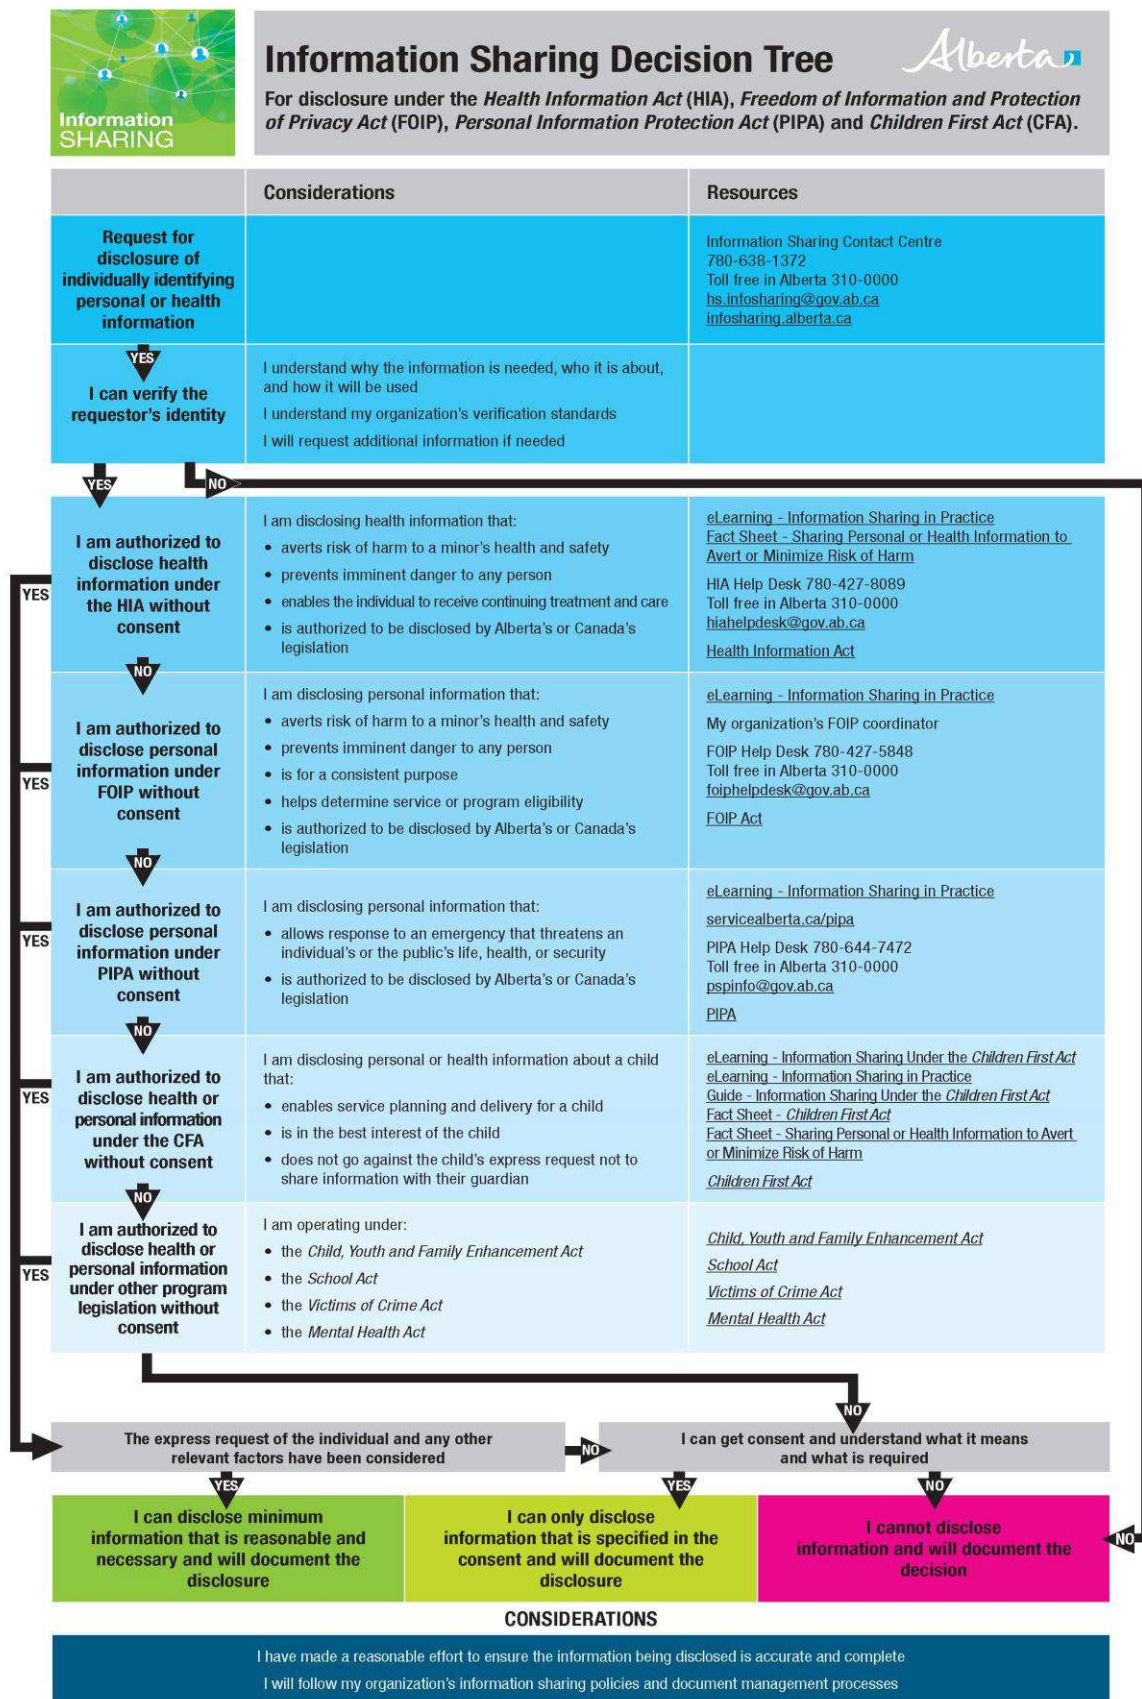 Information
SHARING
Information Sharing Decision Tree
Alberta
For disclosure under the Health Information Act (HIA), Freedom of Information and Protection
of Privacy Act (FOIP), Personal Information Protection Act (PIPA) and Children First Act (CFA).
Considerations
Resources
Request for
disclosure of
individually identifying
personal or health
information
Information Sharing Contact Centre
780-638-1372
Toll free in Alberta 310-0000
hs.infosharing@gov.ab.ca
infosharing.alberta.ca
YES
I can verify the
requestor's identity
I understand why the information is needed, who it is about,
and how it will be used
I understand my organization's verification standards
I will request additional information if needed
YES
NO
I am authorized to
disclose health
information under
the HIA without
consent
I am disclosing health information that:
• averts risk of harm to a minor's health and safety
• prevents imminent danger to any person
• enables the individual to receive continuing treatment and care
• is authorized to be disclosed by Alberta's or Canada's
legislation
eLearning - Information Sharing in Practice
Fact Sheet - Sharing Personal or Health Information to
Avert or Minimize Risk of Harm
HIA Help Desk 780-427-8089
Toll free in Alberta 310-0000
hiahelpdesk@gov.ab.ca
Health Information Act
YES
NO
I am authorized to
disclose personal
information under
FOIP without
consent
I am disclosing personal information that:
• averts risk of harm to a minor's health and safety
• prevents imminent danger to any person
• is for a consistent purpose
• helps determine service or program eligibility
• is authorized to be disclosed by Alberta's or Canada's
legislation
eLearning - Information Sharing in Practice
My organization's FOIP coordinator
FOIP Help Desk 780-427-5848
Toll free in Alberta 310-0000
foiphelpdesk@gov.ab.ca
FOIP Act
YES
NO
I am authorized to
disclose personal
information under
PIPA without
consent
I am disclosing personal information that:
• allows response to an emergency that threatens an
individual's or the public's life, health, or security
• is authorized to be disclosed by Alberta's or Canada's
legislation
eLearning - Information Sharing in Practice
servicealberta.ca/pipa
PIPA Help Desk 780-644-7472
Toll free in Alberta 310-0000
pspinfo@gov.ab.ca
PIPA
YES
NO
I am authorized to
disclose health or
personal information
under the CFA
without consent
I am disclosing personal or health information about a child
that:
• enables service planning and delivery for a child
• is in the best interest of the child
• does not go against the child's express request not to
share information with their guardian
eLearning - Information Sharing Under the Children First Act
eLearning - Information Sharing in Practice
Guide - Information Sharing Under the Children First Act
Fact Sheet - Children First Act
Fact Sheet - Sharing Personal or Health Information to Avert
or Minimize Risk of Harm
Children First Act
YES
NO
I am authorized to
disclose health or
personal information
under other program
legislation without
consent
I am operating under:
• the Child, Youth and Family Enhancement Act
• the School Act
• the Victims of Crime Act
• the Mental Health Act
Child, Youth and Family Enhancement Act
School Act
Victims of Crime Act
Mental Health Act
YES
NO
The express request of the individual and any other
relevant factors have been considered
NO
I can get consent and understand what it means
and what is required
YES
YES
NO
I can disclose minimum
information that is reasonable and
necessary and will document the
disclosure
I can only disclose
information that is specified in the
consent and will document the
disclosure
I cannot disclose
information and will document the
decision
NO
CONSIDERATIONS
I have made a reasonable effort to ensure the information being disclosed is accurate and complete
I will follow my organization's information sharing policies and document management processes